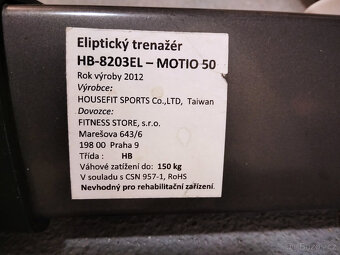 Eliptický trenažér
HB-8203EL – MOTIO 50
Rok výroby 2012
Výrobce:
HOUSEFIT SPORTS Co.,LTD, Taiwan
Dovozce:
FITNESS STORE, s.r.o.
Marešova 643/6
198 00 Praha 9
Třída : HB
Váhové zatížení do: 150 kg
V souladu s CSN 957-1, RoHS
Nevhodný pro rehabilitační zařízení.